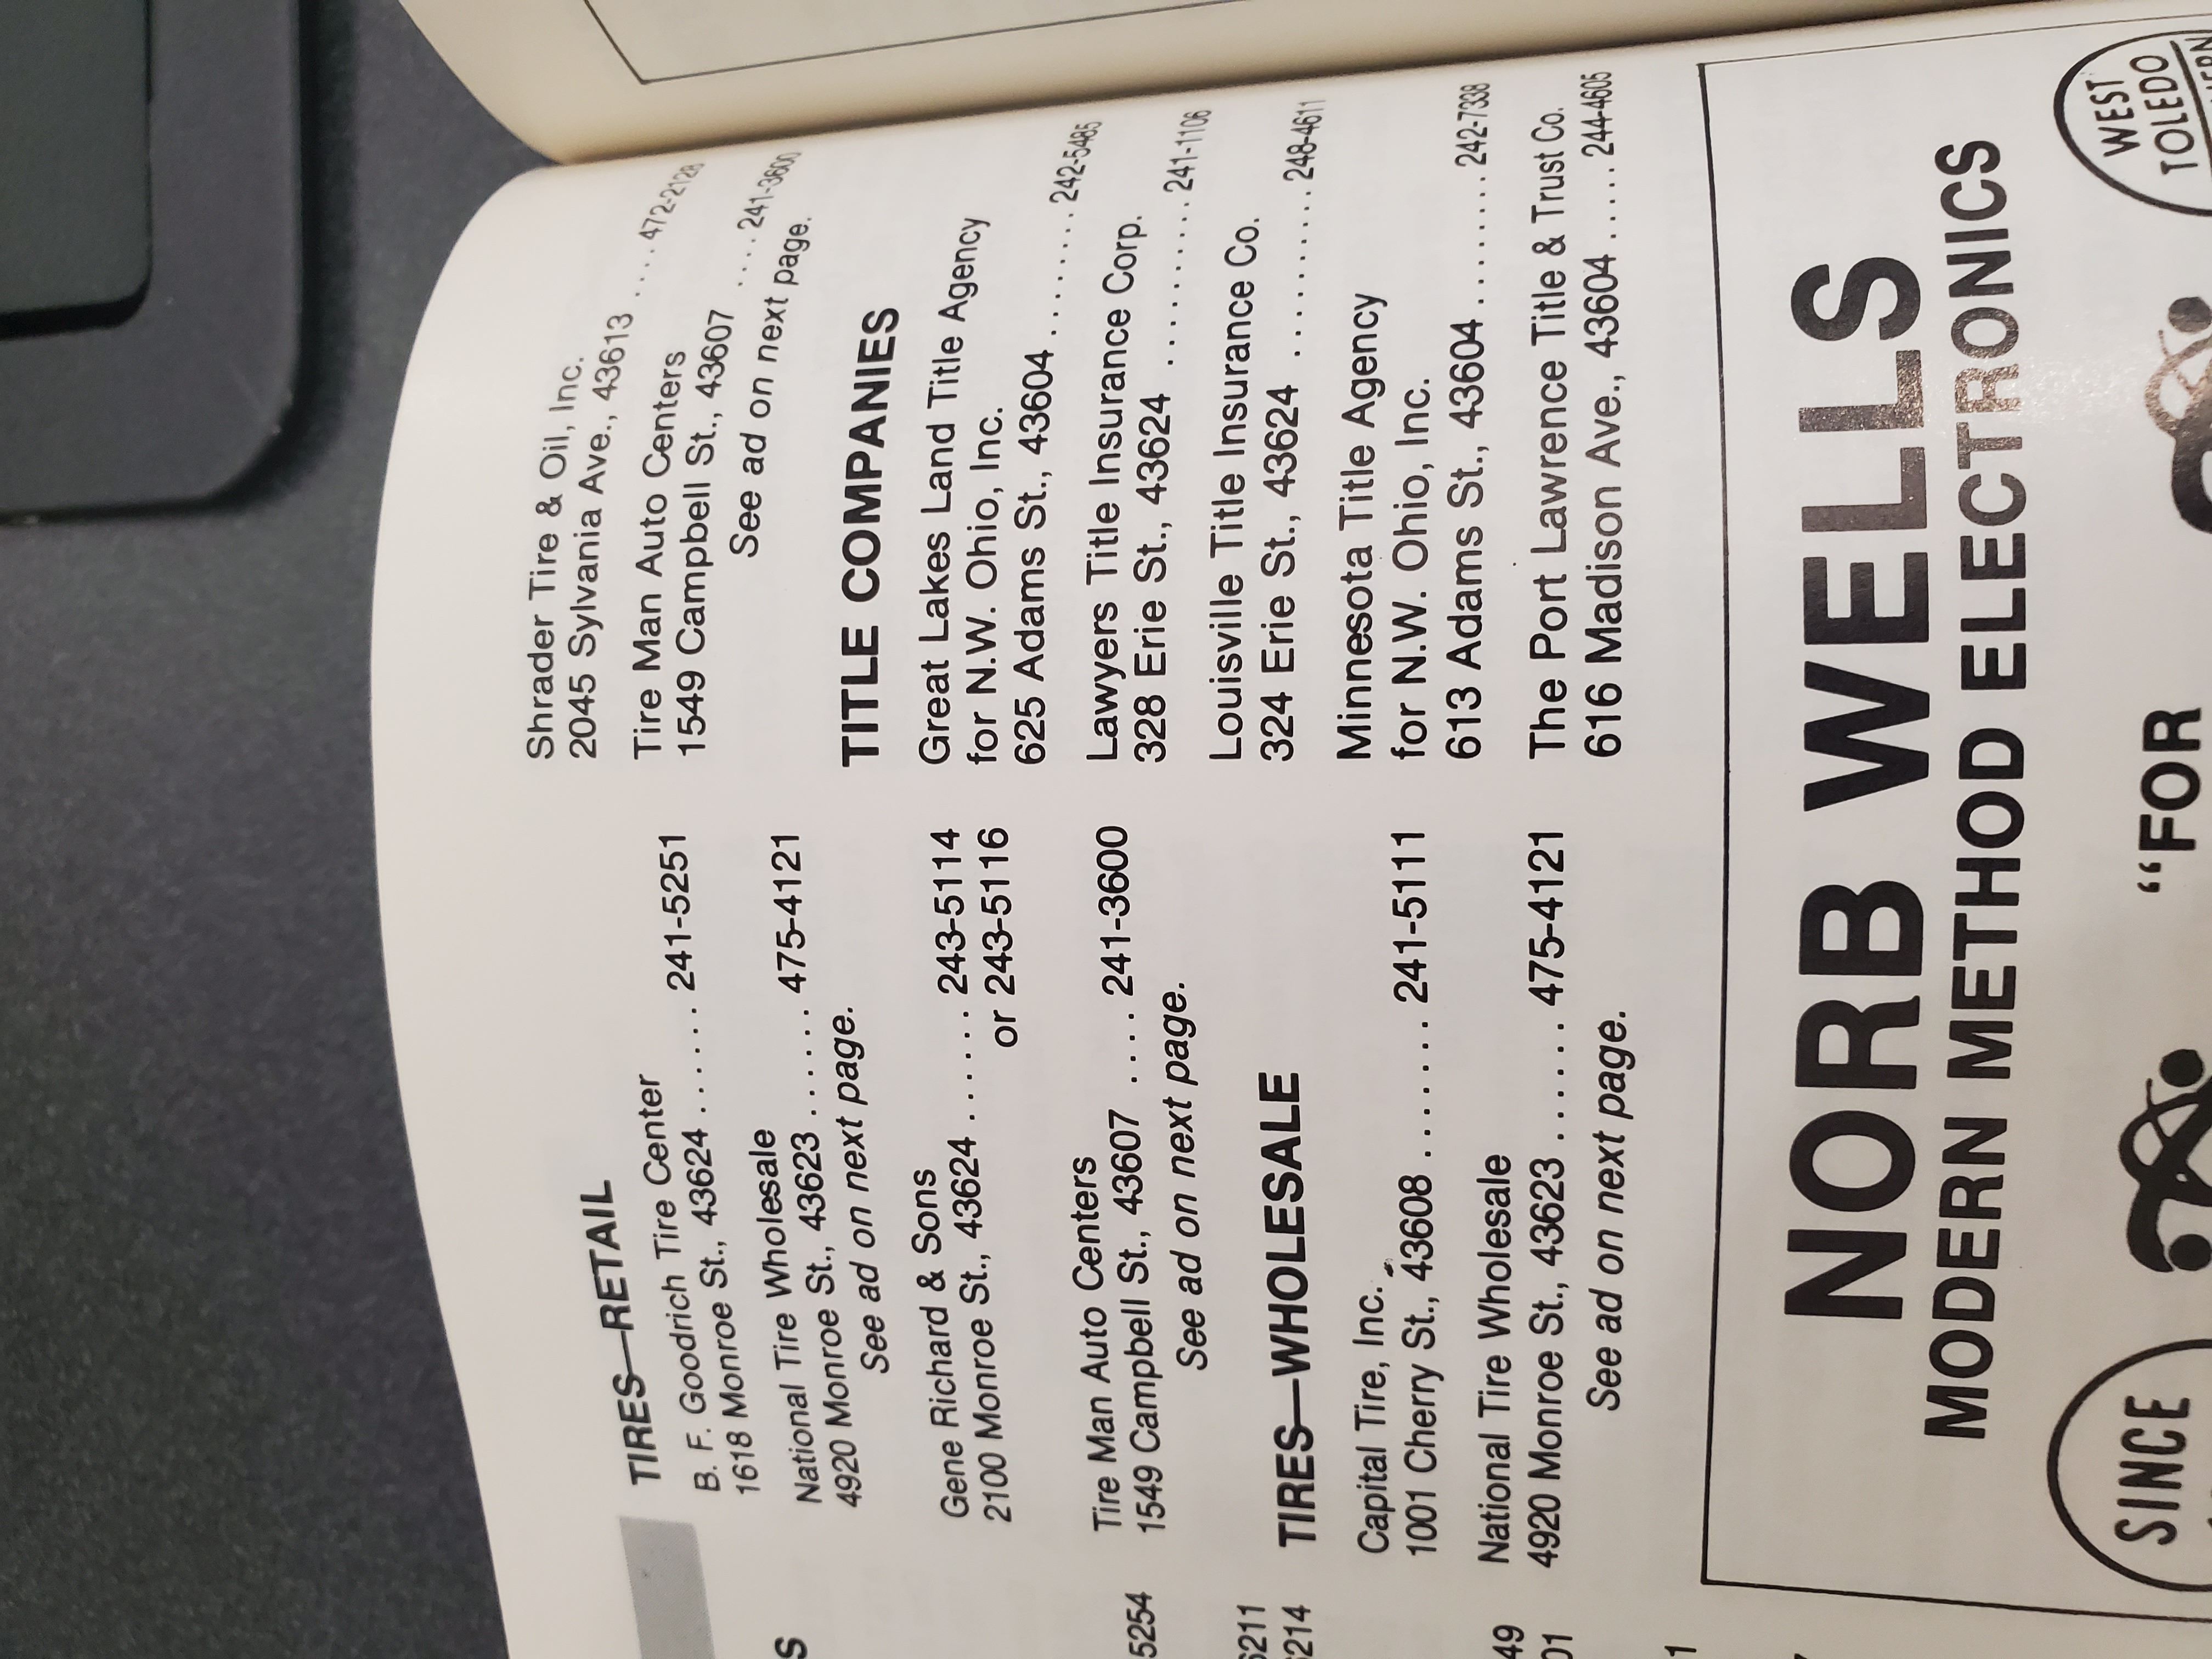 S
5254
6211
6214
49
01
1
TIRES—RETAIL
B. F. Goodrich Tire Center
1618 Monroe St., 43624 ...... 241-5251
National Tire Wholesale
4920 Monroe St., 43623 ...... 475-4121
See ad on next page.
Gene Richard & Sons
2100 Monroe St., 43624 ...... 243-5114
or 243-5116
Tire Man Auto Centers
1549 Campbell St., 43607 .... 241-3600
See ad on next page.
TIRES—WHOLESALE
Capital Tire, Inc.
1001 Cherry St., 43608 ........ 241-5111
National Tire Wholesale
4920 Monroe St., 43623 ...... 475-4121
See ad on next page.
Shrader Tire & Oil, Inc.
2045 Sylvania Ave., 43613 .... 472-2128
Tire Man Auto Centers
1549 Campbell St., 43607 .... 241-3600
See ad on next page.
TITLE COMPANIES
Great Lakes Land Title Agency
for N.W. Ohio, Inc.
625 Adams St., 43604 ........ 242-5485
Lawyers Title Insurance Corp.
328 Erie St., 43624 .......... 241-1106
Louisville Title Insurance Co.
324 Erie St., 43624 .......... 248-4611
Minnesota Title Agency
for N.W. Ohio, Inc.
613 Adams St., 43604 ........ 242-7338
The Port Lawrence Title & Trust Co.
616 Madison Ave., 43604 ..... 244-4605
NORB WELLS
MODERN METHOD ELECTRONICS
SINCE
"FOR
WEST
TOLEDO